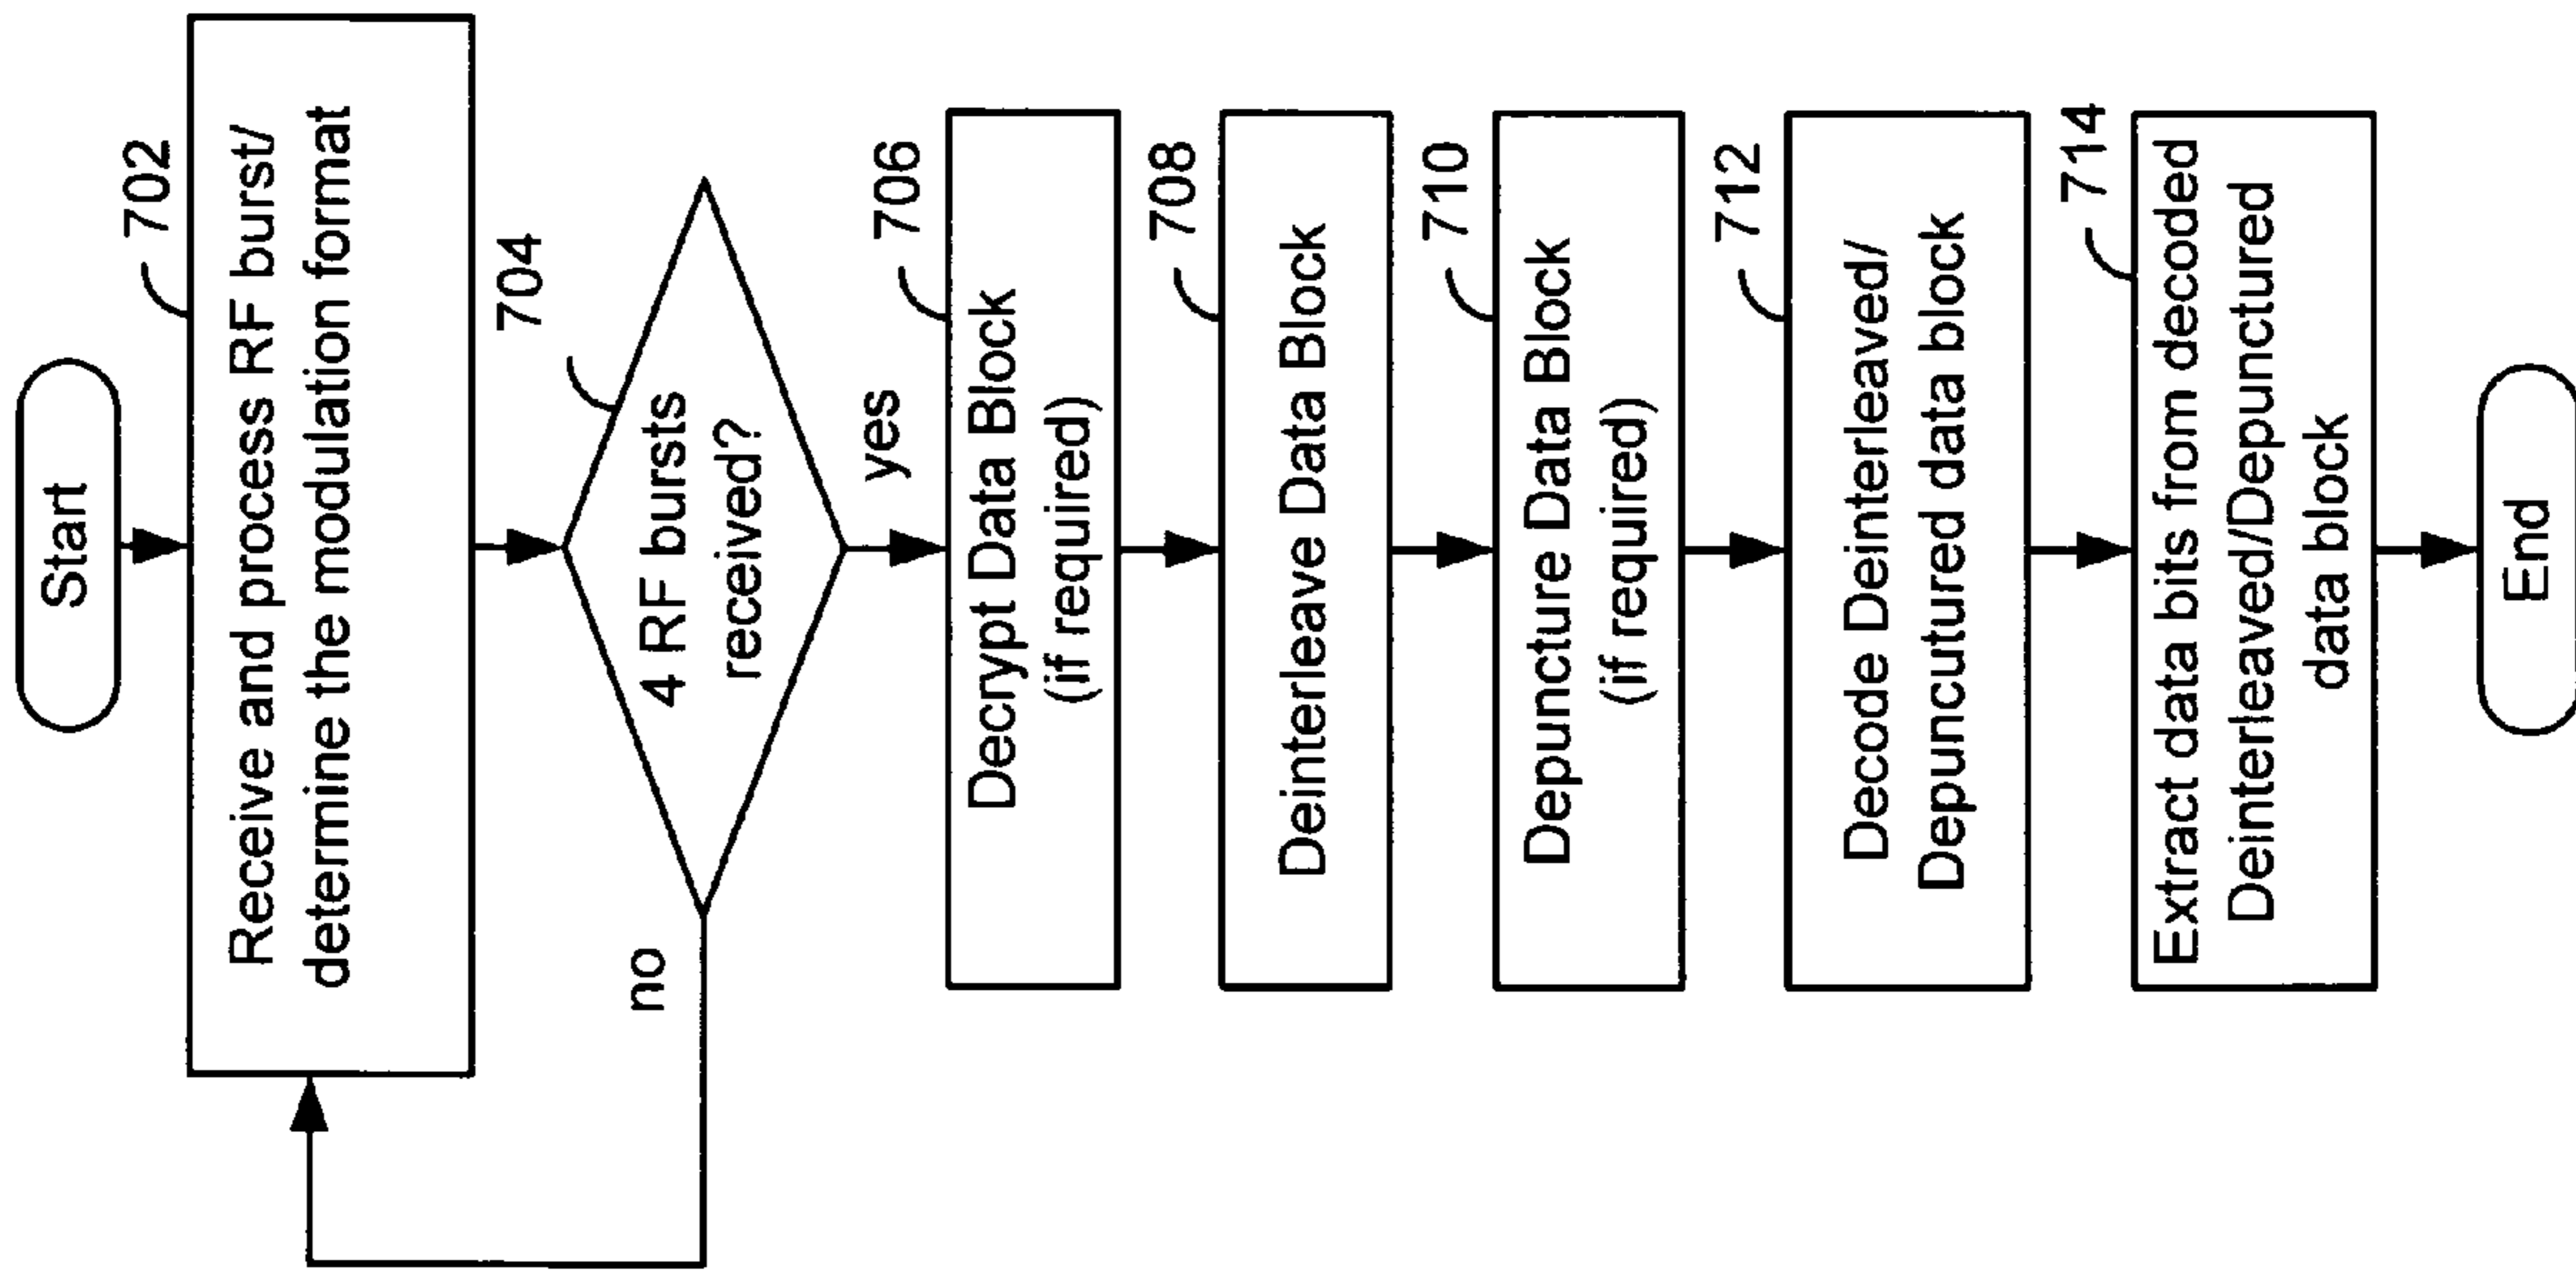 Start
702
Receive and process RF burst/
determine the modulation format
704
4 RF bursts
received?
no
yes
706
Decrypt Data Block
(if required)
708
Deinterleave Data Block
710
Depuncture Data Block
(if required)
712
Decode Deinterleaved/
Depuncutured data block
714
Extract data bits from decoded
Deinterleaved/Depunctured
data block
End